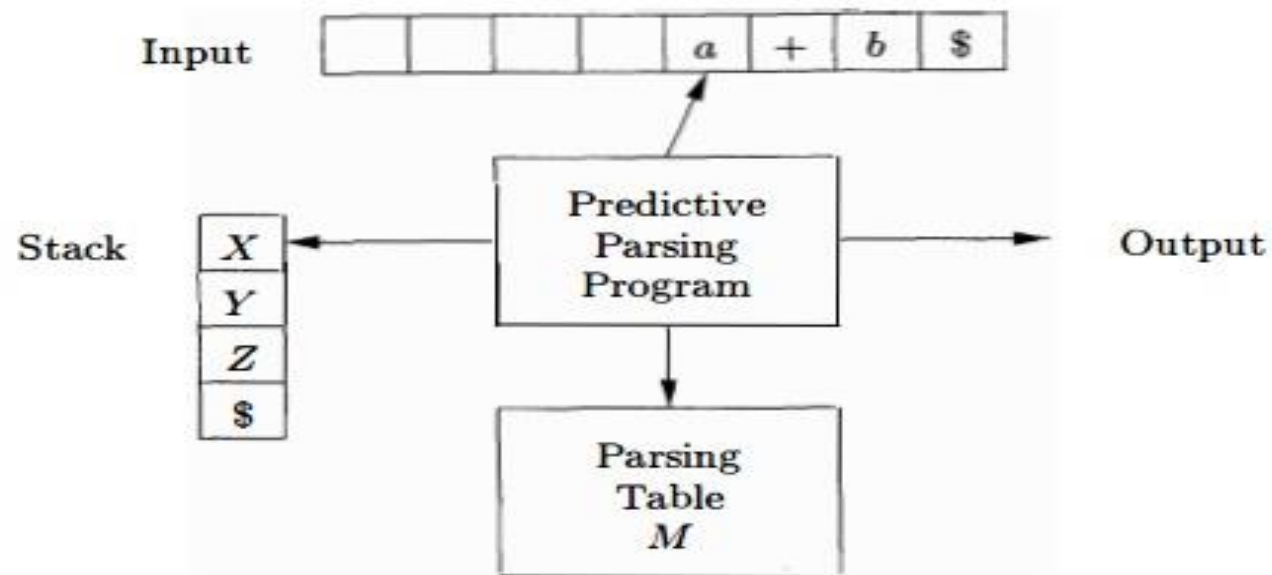 Input
a + b $
Predictive
Parsing
Program
Stack
X
Y
Z
$
Output
Parsing
Table
M